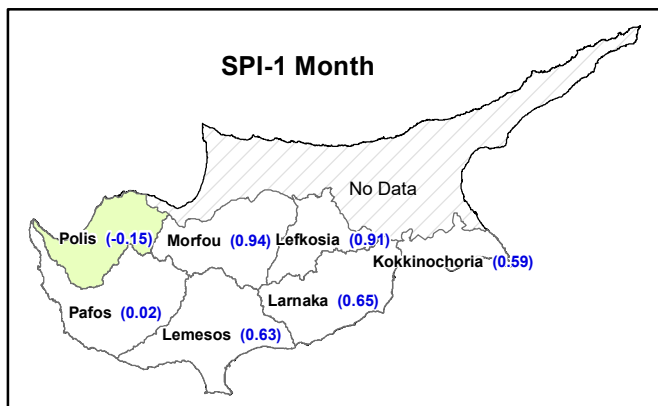 SPI-1 Month
No Data
Polis (-0.15)
Morfou (0.94)
Lefkosia (0.91)
Kokkinochoria (0.59)
Larnaka (0.65)
Pafos (0.02)
Lemesos (0.63)